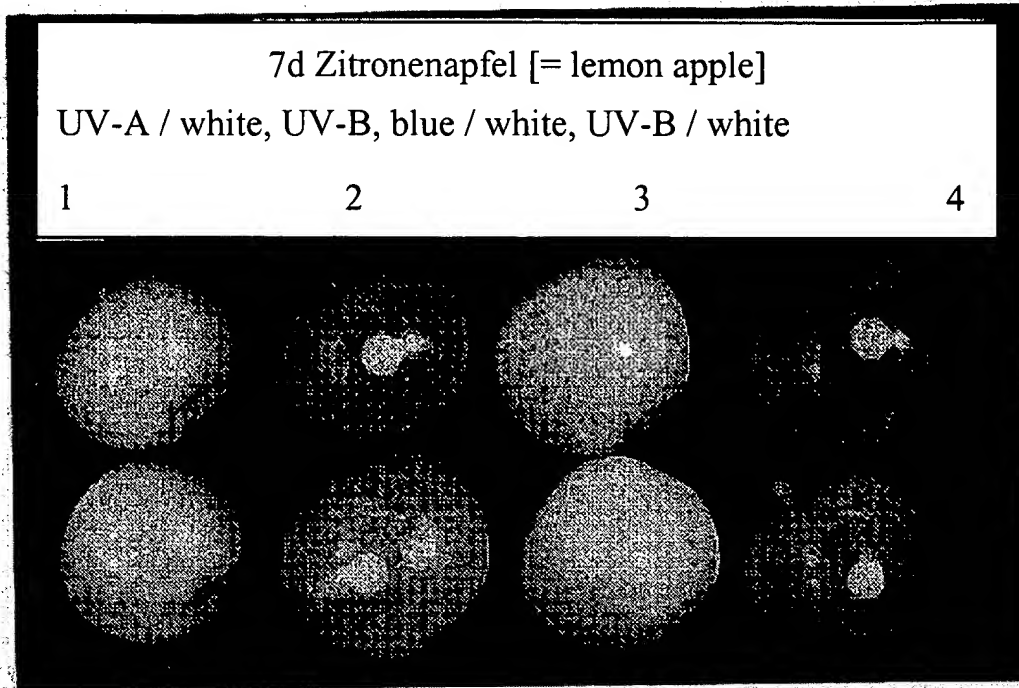 7d Zitronenapfel [= lemon apple]
UV-A / white, UV-B, blue / white, UV-B / white
1 2 3 4